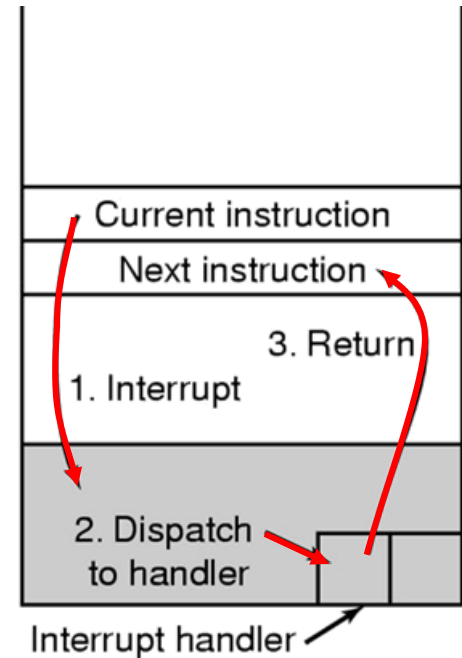 Current instruction
Next instruction
3. Return
1. Interrupt
2. Dispatch
to handler
Interrupt handler